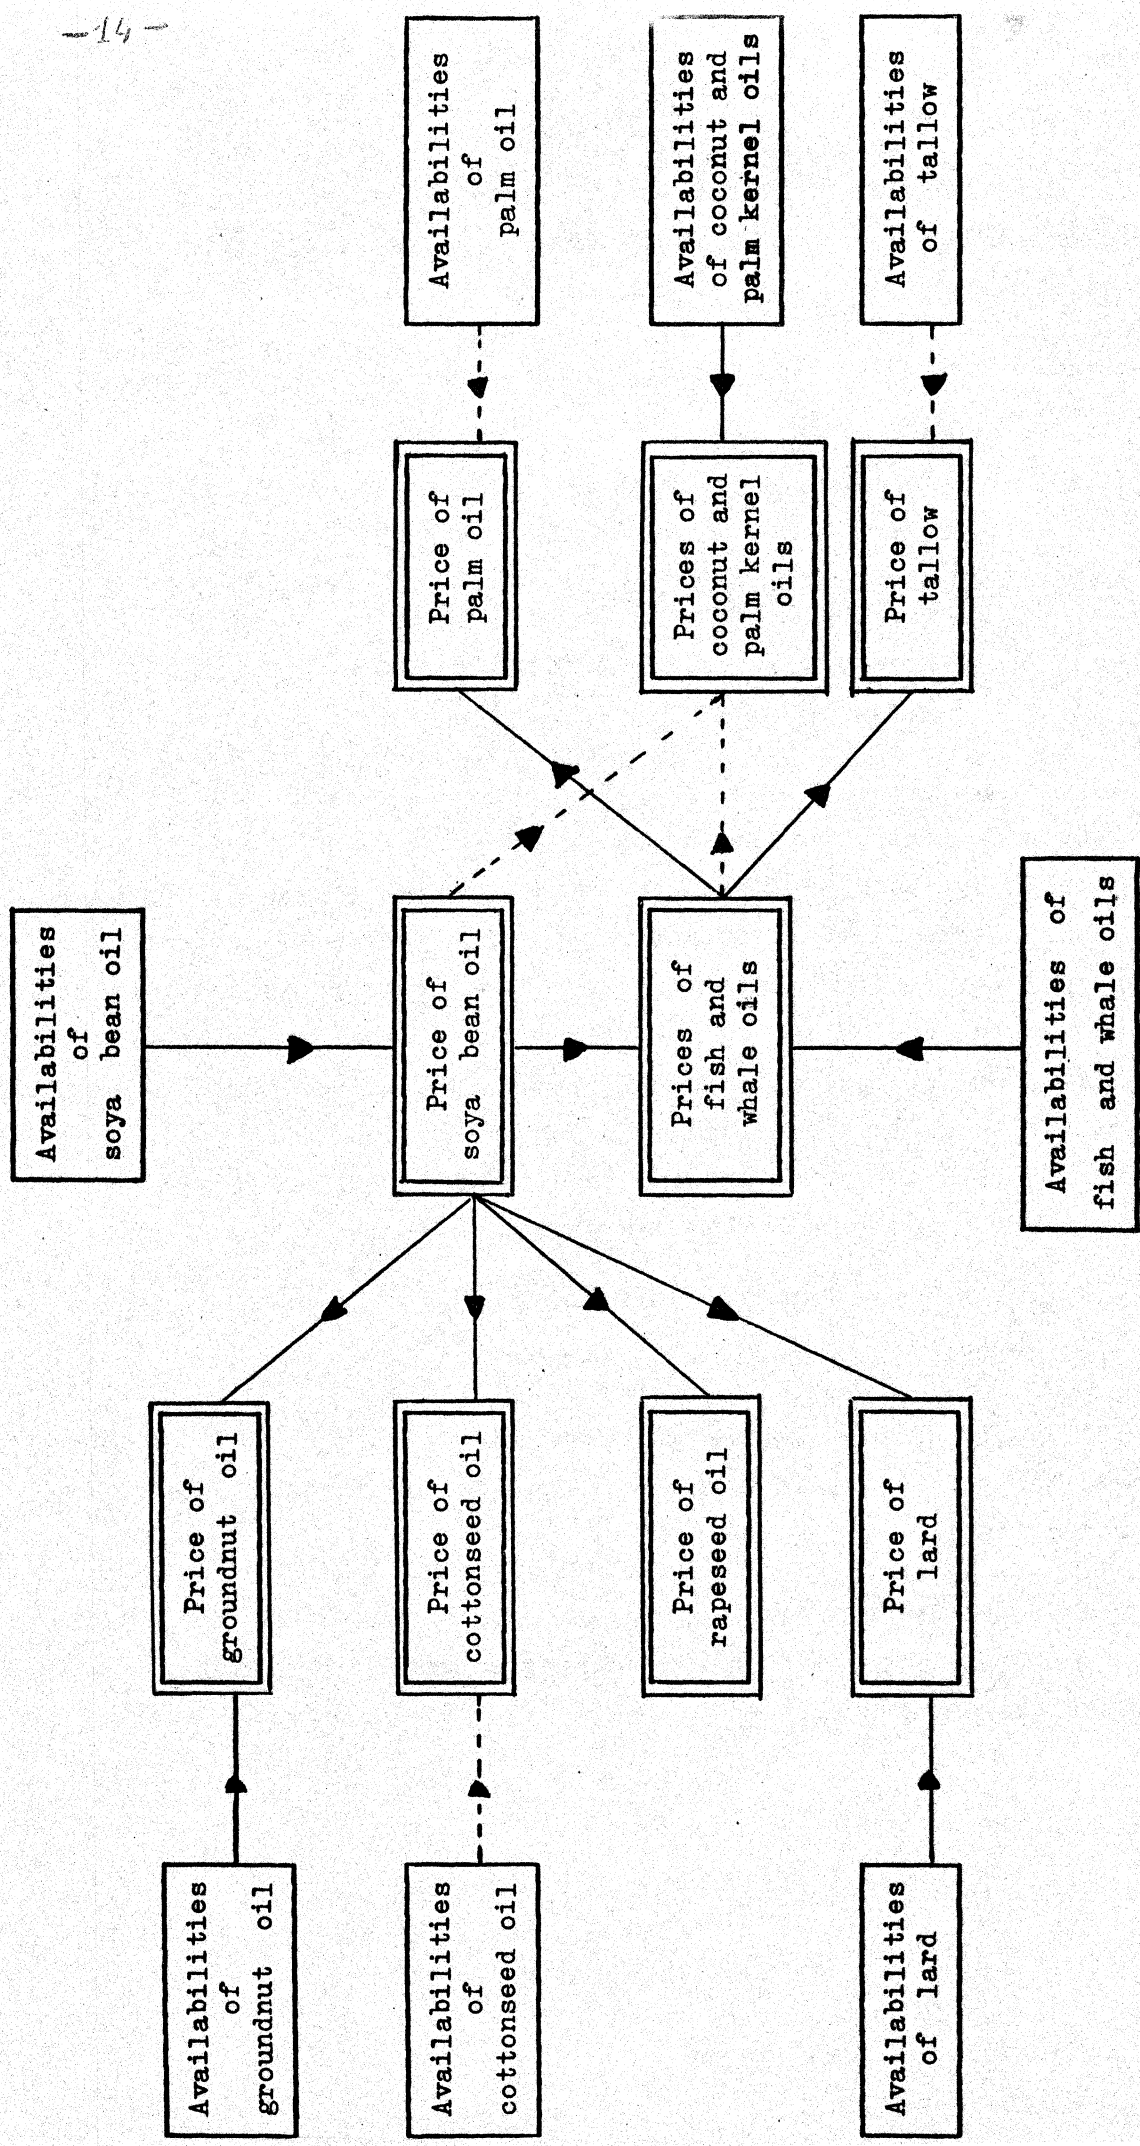 -14-
Availabilities
of
soya bean oil
Availabilities
of
groundnut oil
Price of
groundnut oil
Availabilities
of
cottonseed oil
Price of
cottonseed oil
Price of
soya bean oil
Price of
palm oil
Availabilities
of
palm oil
Price of
rapeseed oil
Prices of
fish and
whale oils
Prices of
coconut and
palm kernel
oils
Availabilities
of coconut and
palm kernel oils
Availabilities
of lard
Price of
lard
Price of
tallow
Availabilities
of tallow
Availabilities of
fish and whale oils